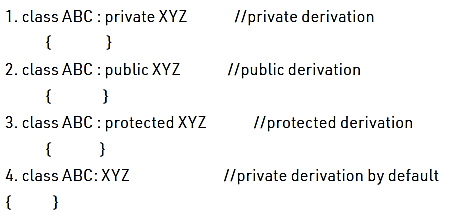 1. class ABC : private XYZ //private derivation
{ }
2. class ABC : public XYZ //public derivation
{ }
3. class ABC : protected XYZ //protected derivation
{ }
4. class ABC: XYZ //private derivation by default
{ }